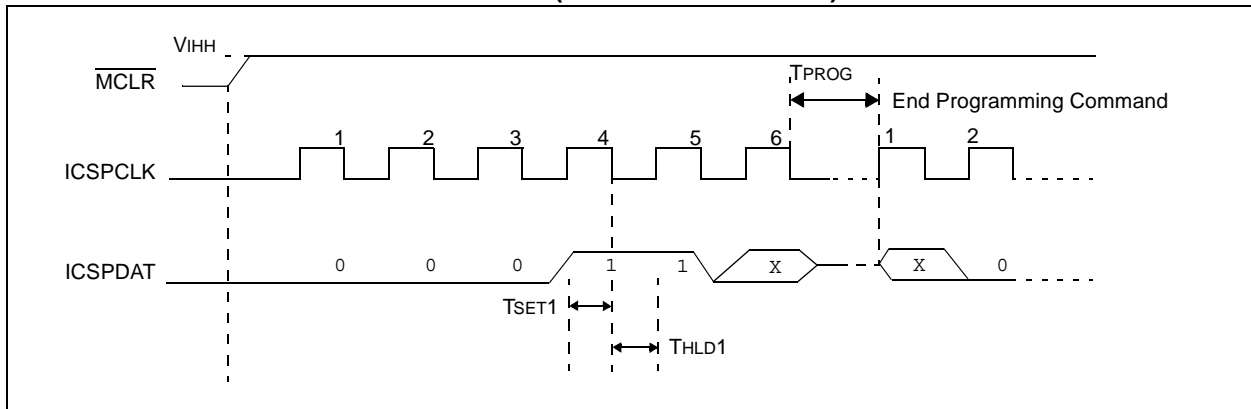 VIHH
MCLR
TPROG
End Programming Command
1 2 3 4 5 6 1 2
ICSPCLK
ICSPDAT
0 0 0 1 1 X X 0
TSET1
THLD1